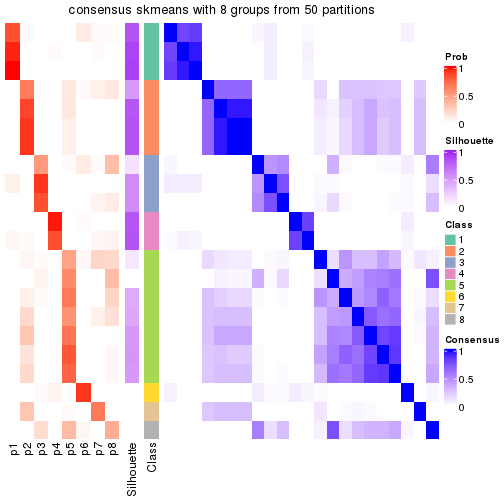 consensus skmeans with 8 groups from 50 partitions
Prob
1
0.5
0
Silhouette
1
0.5
0
Class
1
2
3
4
5
6
7
8
Consensus
1
0.5
0
p1
p2
p3
p4
p5
p6
p7
p8
Silhouette
Class